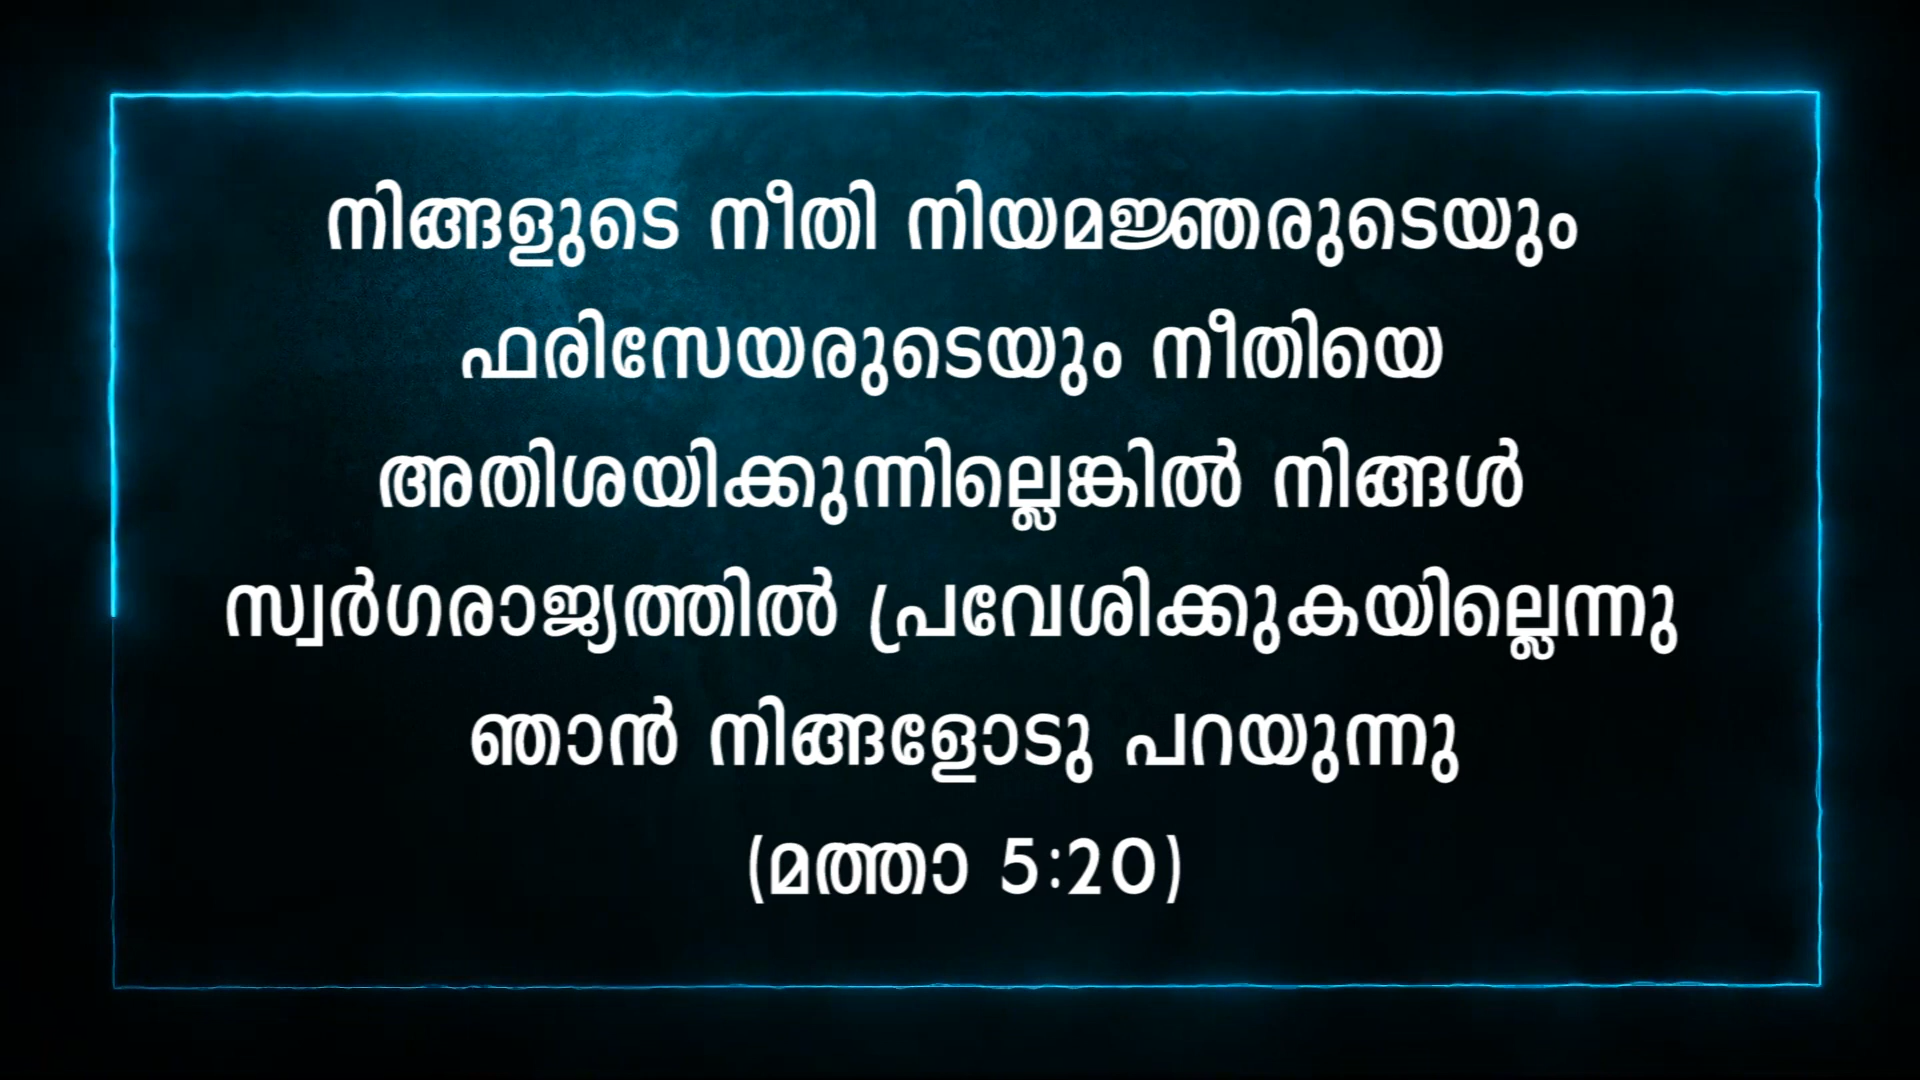 നിങ്ങളുടെ നീതി നിയമജ്ഞരുടെയും
ഫരിസേയരുടെയും നീതിയെ
അതിശയിക്കുന്നില്ലെങ്കിൽ നിങ്ങൾ
സ്വർഗരാജ്യത്തിൽ പ്രവേശിക്കുകയില്ലെന്നു
ഞാൻ നിങ്ങളോടു പറയുന്നു
(മത്താ 5:20)